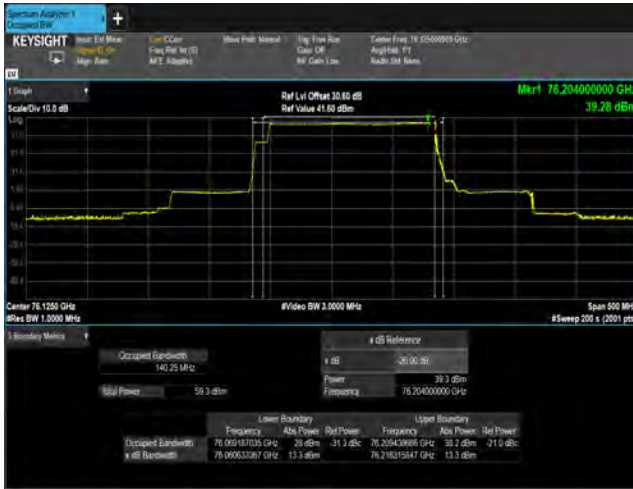 Spectrum Analyzer 1
Occupied BW
+
KEYSIGHT Input: Ext Mixer
Align: Auto
Freq Ref: Int (S)
NFE: Adaptive
Trig: Free Run
Gate: Off
Center Freq: 76.125000000 GHz
Avg|Hold: 1/1
Radio Std: None
1 Graph
Scale/Div 10.0 dB
Log
Ref Lvl Offset 30.60 dB
Ref Value 41.60 dBm
Mkr1 76.204000000 GHz
39.28 dBm
Center 76.1250 GHz
#Res BW 1.0000 MHz
#Video BW 3.0000 MHz
Span 500 MH
#Sweep 200 s (2001 pts
Occupied Bandwidth
140.25 MHz
Total Power 59.3 dBm
x dB Reference
x dB -26.00 dB
Power 39.3 dBm
Frequency 76.204000000 GHz
Lower Boundary Upper Boundary
Frequency Abs Power Rel Power Frequency Abs Power Rel Power
Occupied Bandwidth 76.069187035 GHz 28 dBm -31.3 dBc 76.209439686 GHz 38.2 dBm -21.0 dBc
x dB Bandwidth 76.060633367 GHz 13.3 dBm 76.216315847 GHz 13.3 dBm